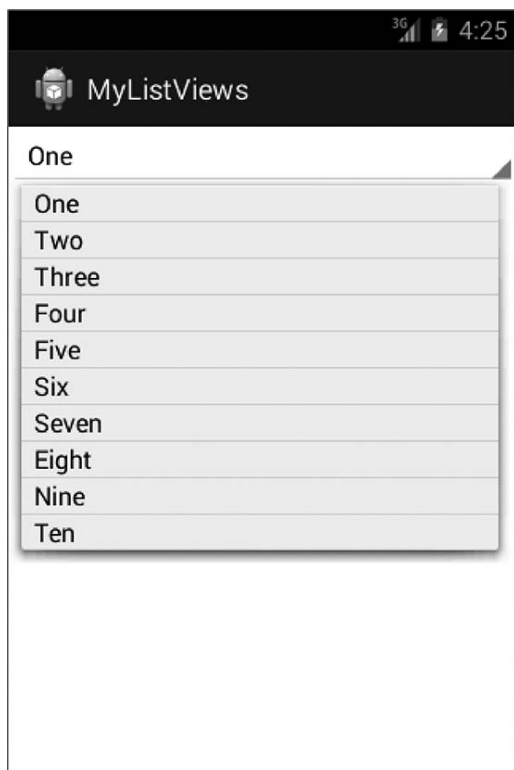 3G 4:25
MyListViews
One
One
Two
Three
Four
Five
Six
Seven
Eight
Nine
Ten